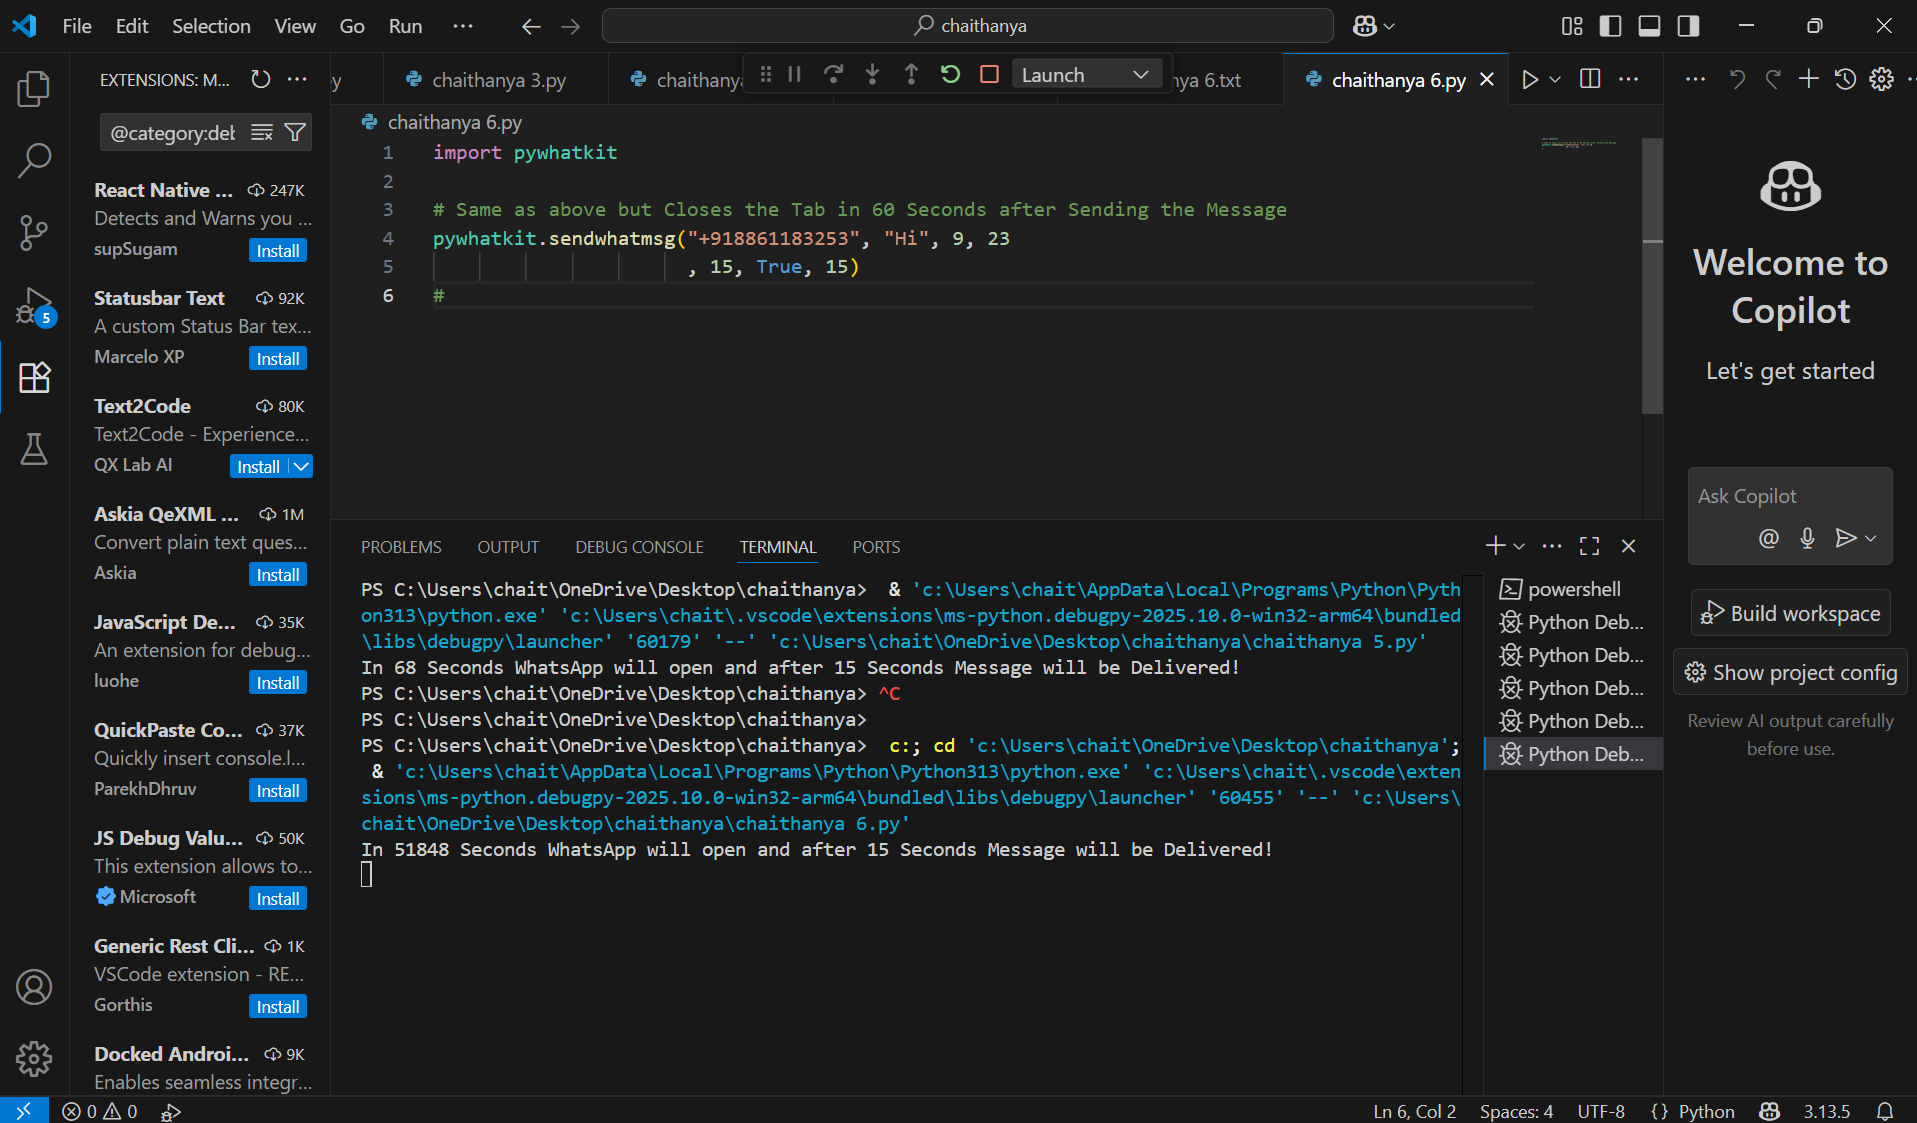 File Edit Selection View Go Run ··· chaithanya
EXTENSIONS: M... ···
@category:deb
React Native ... 247K
Detects and Warns you ...
supSugam Install
Statusbar Text 92K
A custom Status Bar tex...
Marcelo XP Install
Text2Code 80K
Text2Code - Experience...
QX Lab AI Install
Askia QeXML ... 1M
Convert plain text ques...
Askia Install
JavaScript De... 35K
An extension for debug...
luohe Install
QuickPaste Co... 37K
Quickly insert console.l...
ParekhDhruv Install
JS Debug Valu... 50K
This extension allows to...
Microsoft Install
Generic Rest Cli... 1K
VSCode extension - RE...
Gorthis Install
Docked Androi... 9K
Enables seamless integr...
y chaithanya 3.py chaithanya Launch ya 6.txt chaithanya 6.py
chaithanya 6.py
1 import pywhatkit
2
3 # Same as above but Closes the Tab in 60 Seconds after Sending the Message
4 pywhatkit.sendwhatmsg("+918861183253", "Hi", 9, 23
5 , 15, True, 15)
6 #
PROBLEMS OUTPUT DEBUG CONSOLE TERMINAL PORTS
PS C:\Users\chait\OneDrive\Desktop\chaithanya>  & 'c:\Users\chait\AppData\Local\Programs\Python\Pyth
on313\python.exe' 'c:\Users\chait\.vscode\extensions\ms-python.debugpy-2025.10.0-win32-arm64\bundled
\libs\debugpy\launcher' '60179' '--' 'c:\Users\chait\OneDrive\Desktop\chaithanya\chaithanya 5.py'
In 68 Seconds WhatsApp will open and after 15 Seconds Message will be Delivered!
PS C:\Users\chait\OneDrive\Desktop\chaithanya> ^C
PS C:\Users\chait\OneDrive\Desktop\chaithanya>
PS C:\Users\chait\OneDrive\Desktop\chaithanya>  c:; cd 'c:\Users\chait\OneDrive\Desktop\chaithanya';
 & 'c:\Users\chait\AppData\Local\Programs\Python\Python313\python.exe' 'c:\Users\chait\.vscode\exten
sions\ms-python.debugpy-2025.10.0-win32-arm64\bundled\libs\debugpy\launcher' '60455' '--' 'c:\Users\
chait\OneDrive\Desktop\chaithanya\chaithanya 6.py'
In 51848 Seconds WhatsApp will open and after 15 Seconds Message will be Delivered!
powershell
Python Deb...
Python Deb...
Python Deb...
Python Deb...
Python Deb...
Welcome to
Copilot
Let's get started
Ask Copilot
@
Build workspace
Show project config
Review AI output carefully
before use.
5
0 0 Ln 6, Col 2 Spaces: 4 UTF-8 {} Python 3.13.5